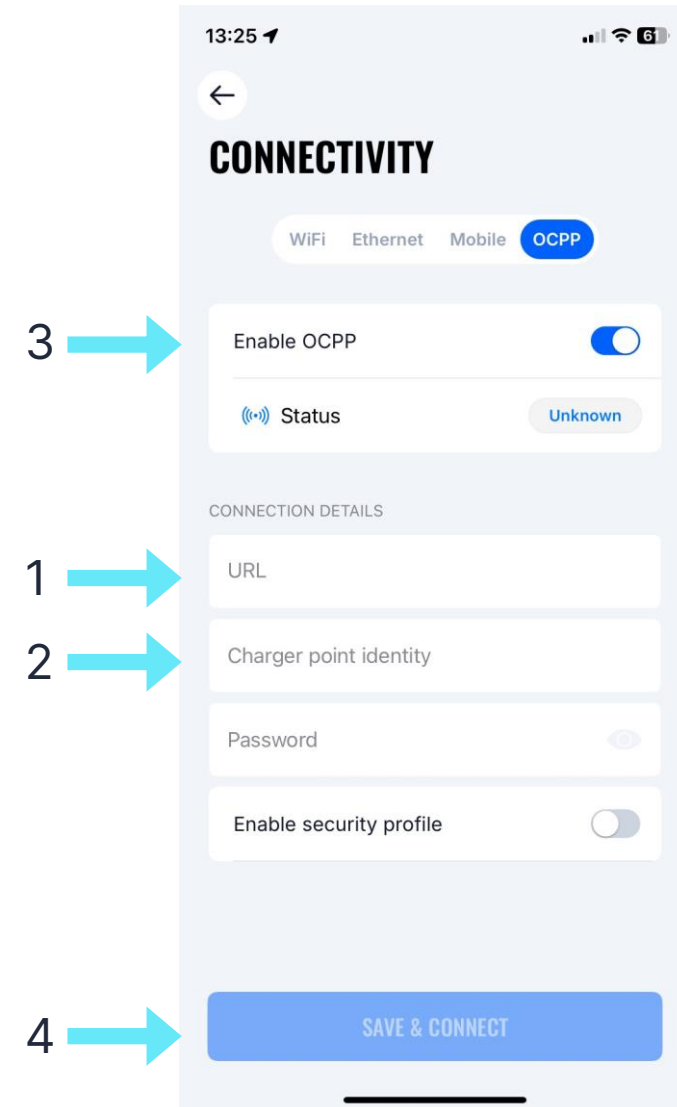 13:25 61
CONNECTIVITY
WiFi Ethernet Mobile OCPP
3 Enable OCPP
Status Unknown
CONNECTION DETAILS
1 URL
2 Charger point identity
Password
Enable security profile
4 SAVE & CONNECT